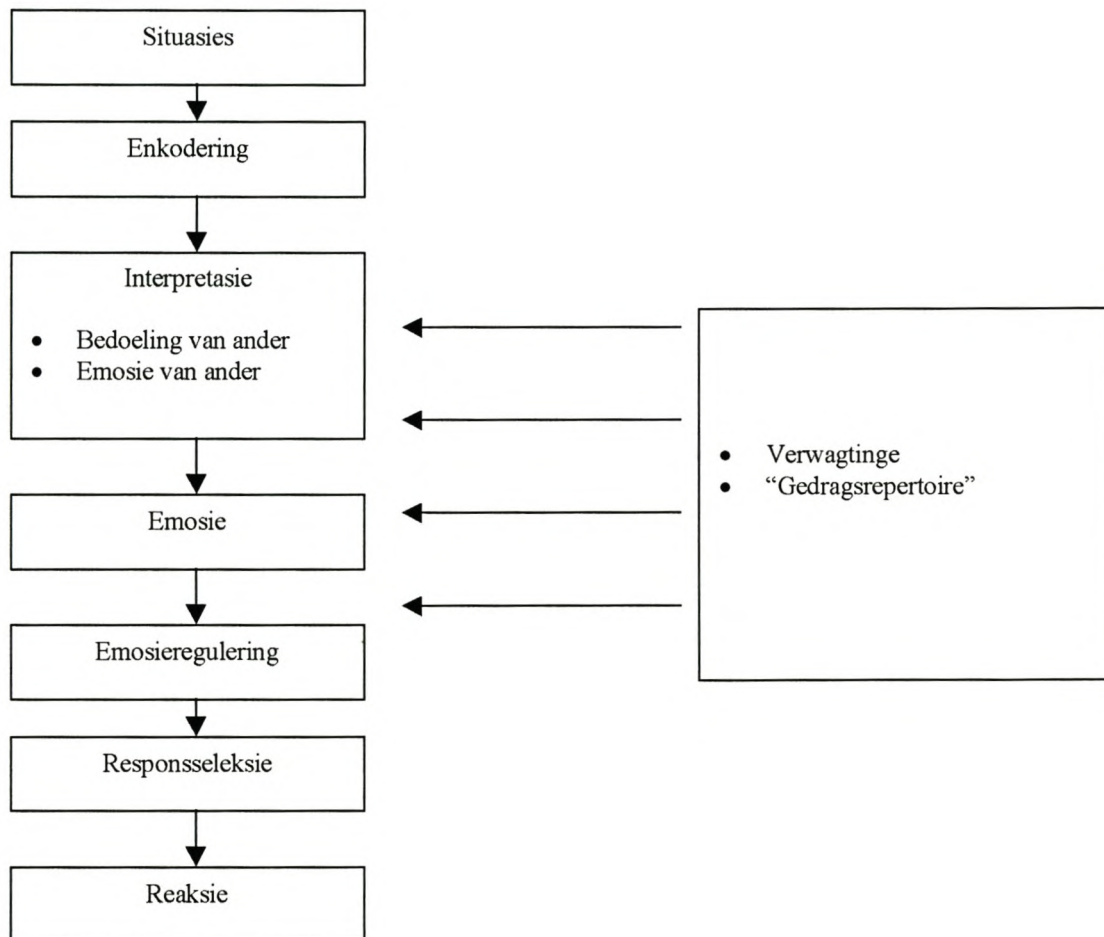 Situasies
Enkodering
Interpretasie
• Bedoeling van ander
• Emosie van ander
• Verwagtinge
• “Gedragsrepertoire”
Emosie
Emosieregulering
Responsseleksie
Reaksie